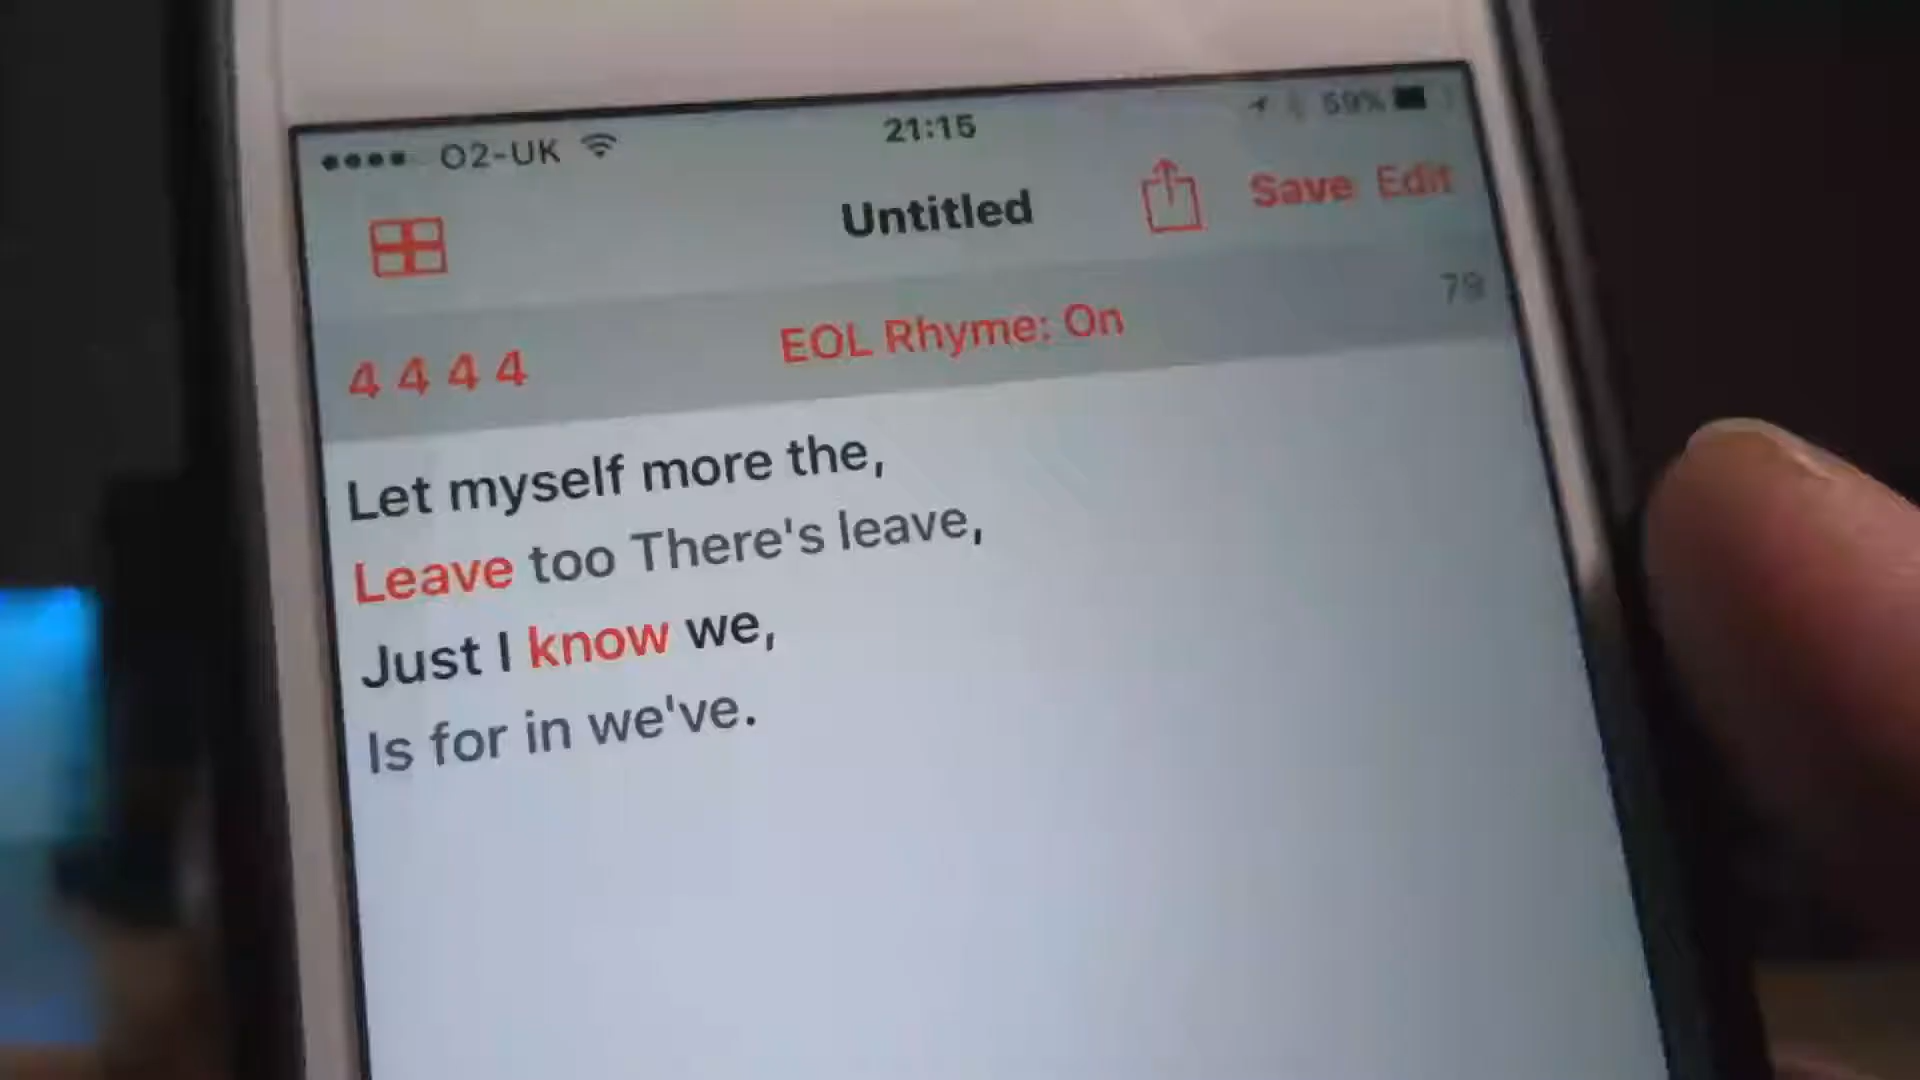 O2-UK 21:15 59%
Untitled Save Edit
4 4 4 4 EOL Rhyme: On 79
Let myself more the,
Leave too There's leave,
Just I know we,
Is for in we've.